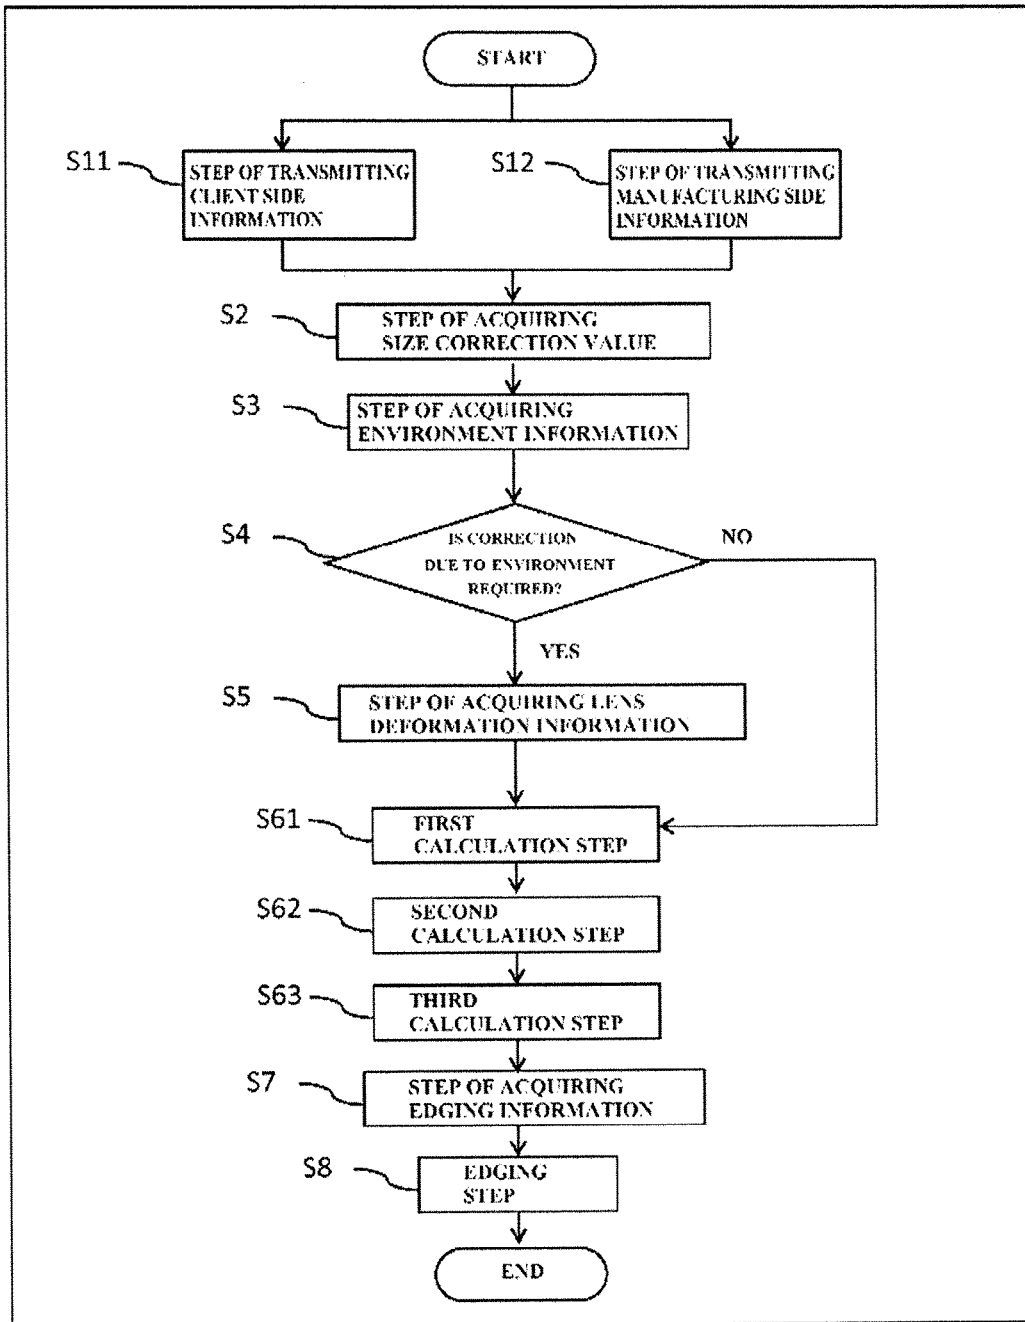 START
S11
STEP OF TRANSMITTING
CLIENT SIDE
INFORMATION
S12
STEP OF TRANSMITTING
MANUFACTURING SIDE
INFORMATION
S2
STEP OF ACQUIRING
SIZE CORRECTION VALUE
S3
STEP OF ACQUIRING
ENVIRONMENT INFORMATION
S4
IS CORRECTION
DUE TO ENVIRONMENT
REQUIRED?
NO
YES
S5
STEP OF ACQUIRING LENS
DEFORMATION INFORMATION
S61
FIRST
CALCULATION STEP
S62
SECOND
CALCULATION STEP
S63
THIRD
CALCULATION STEP
S7
STEP OF ACQUIRING
EDGING INFORMATION
S8
EDGING
STEP
END